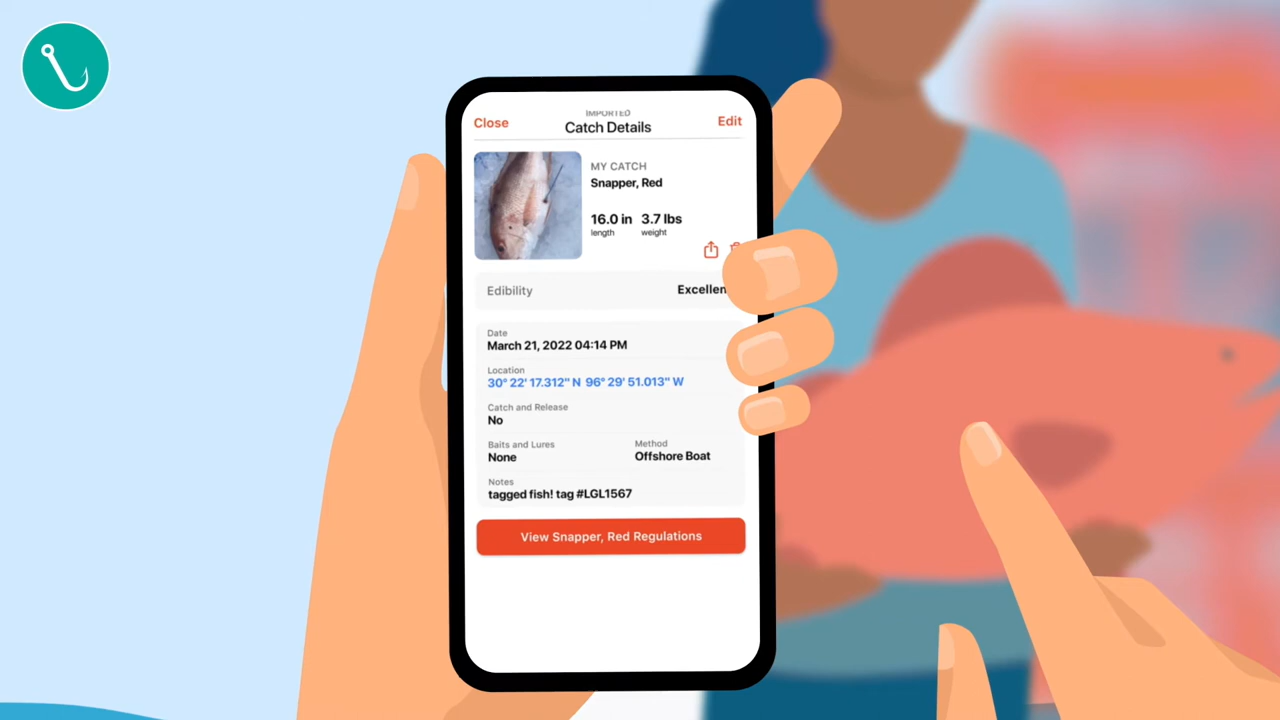 IMPORTED
Close
Catch Details
Edit
MY CATCH
Snapper, Red
16.0 in 3.7 lbs
length weight
Edibility
Excellen
Date
March 21, 2022 04:14 PM
Location
30° 22' 17.312" N 96° 29' 51.013" W
Catch and Release
No
Baits and Lures
None
Method
Offshore Boat
Notes
tagged fish! tag #LGL1567
View Snapper, Red Regulations